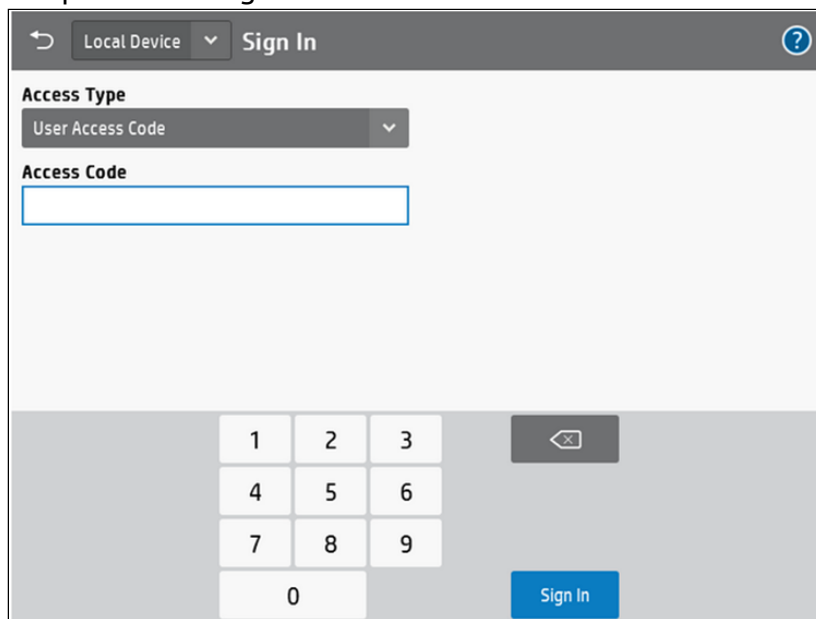 Local Device Sign In ?
Access Type
User Access Code
Access Code
1 2 3
4 5 6
7 8 9
0 Sign In